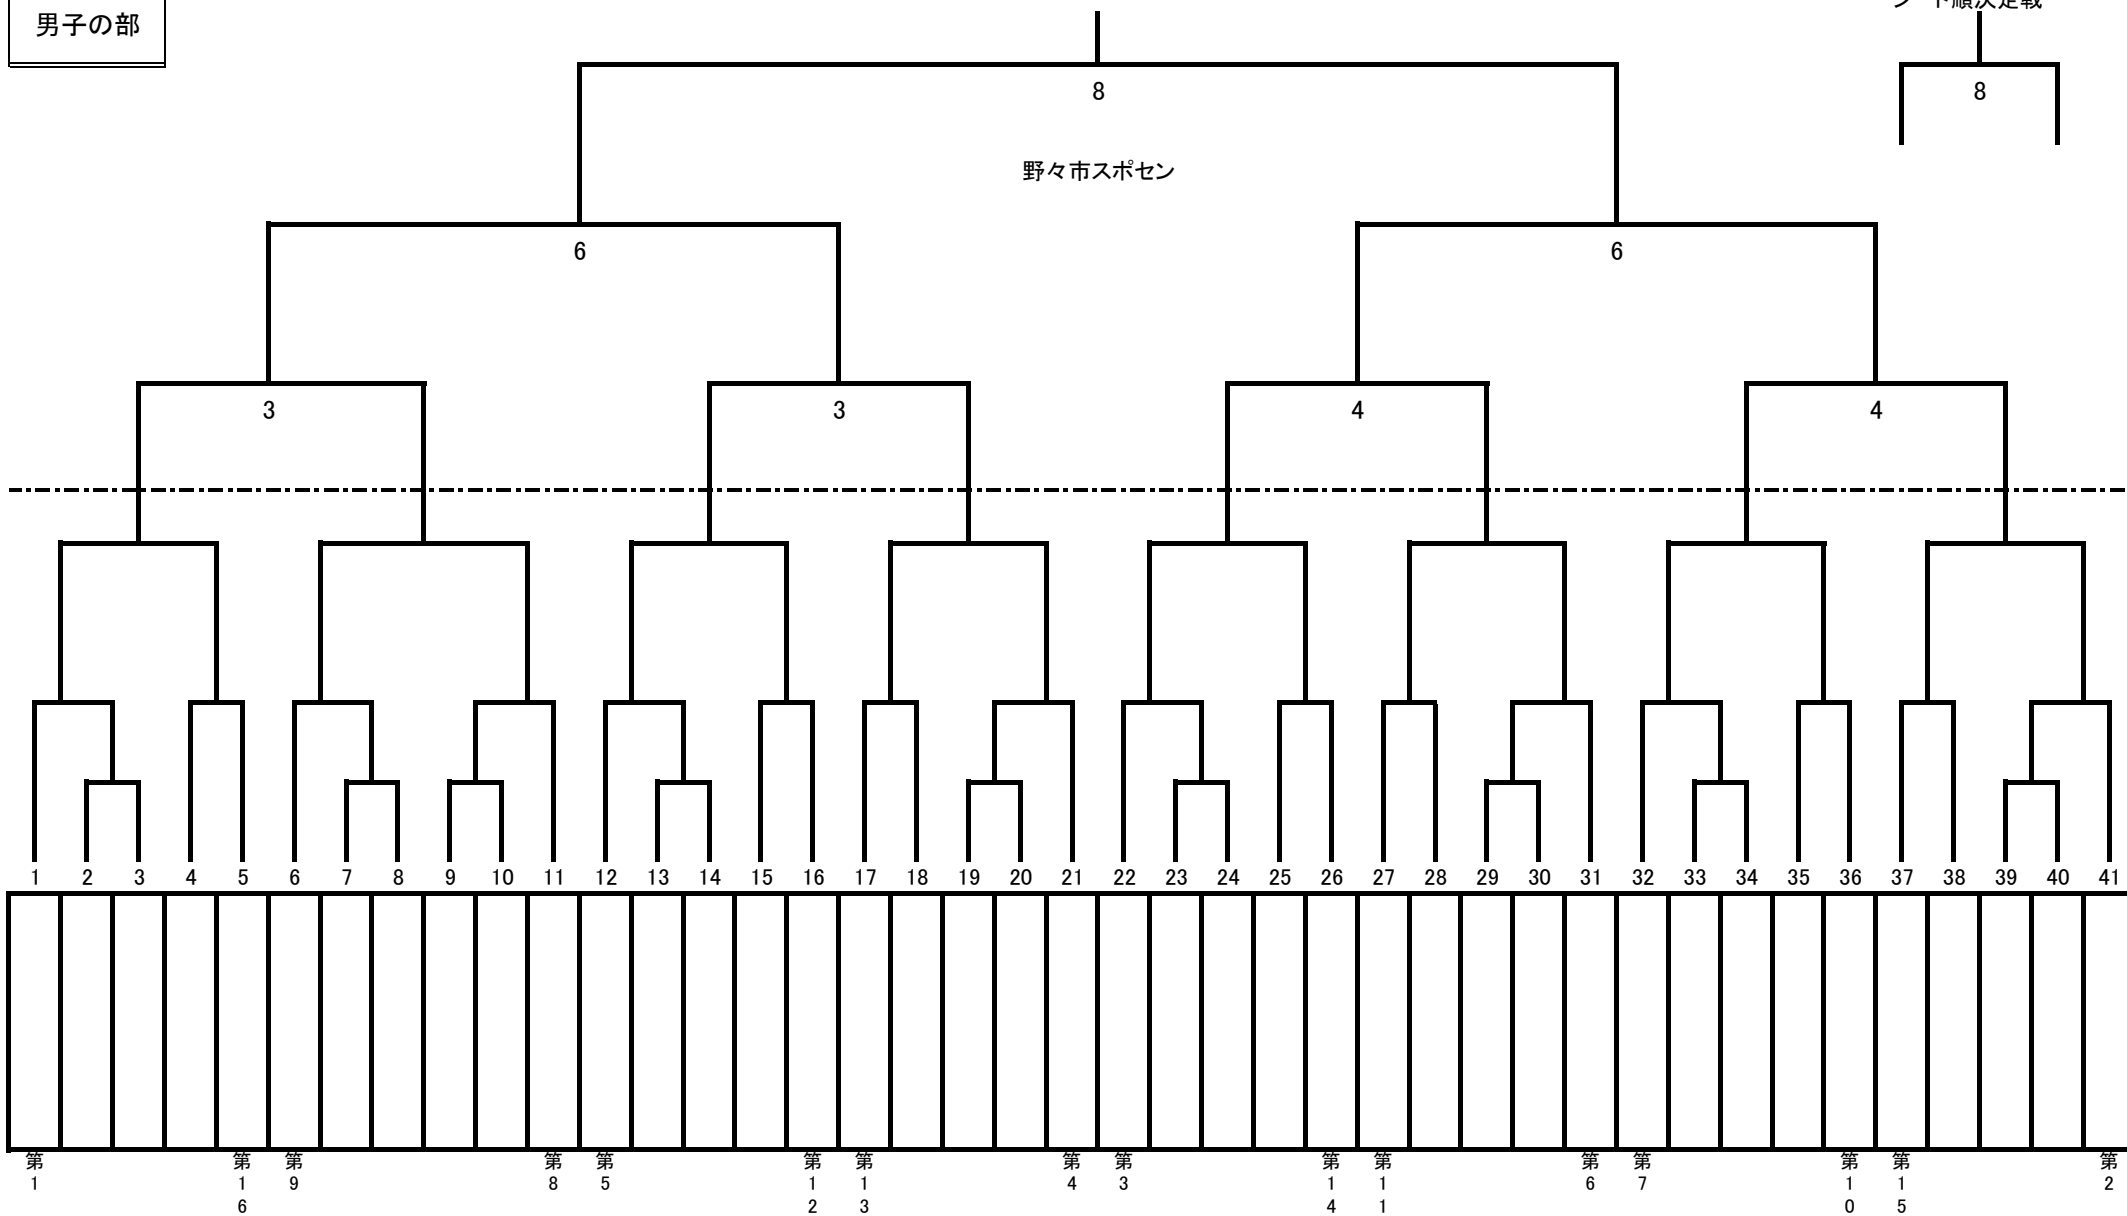 シード順決定戦
男子の部
8 8
野々市スポセン
6 6
3 3 4 4
1 2 3 4 5 6 7 8 9 10 11 12 13 14 15 16 17 18 19 20 21 22 23 24 25 26 27 28 29 30 31 32 33 34 35 36 37 38 39 40 41
第1 第16 第9 第8 第5 第12 第13 第4 第3 第14 第11 第6 第7 第10 第15 第2